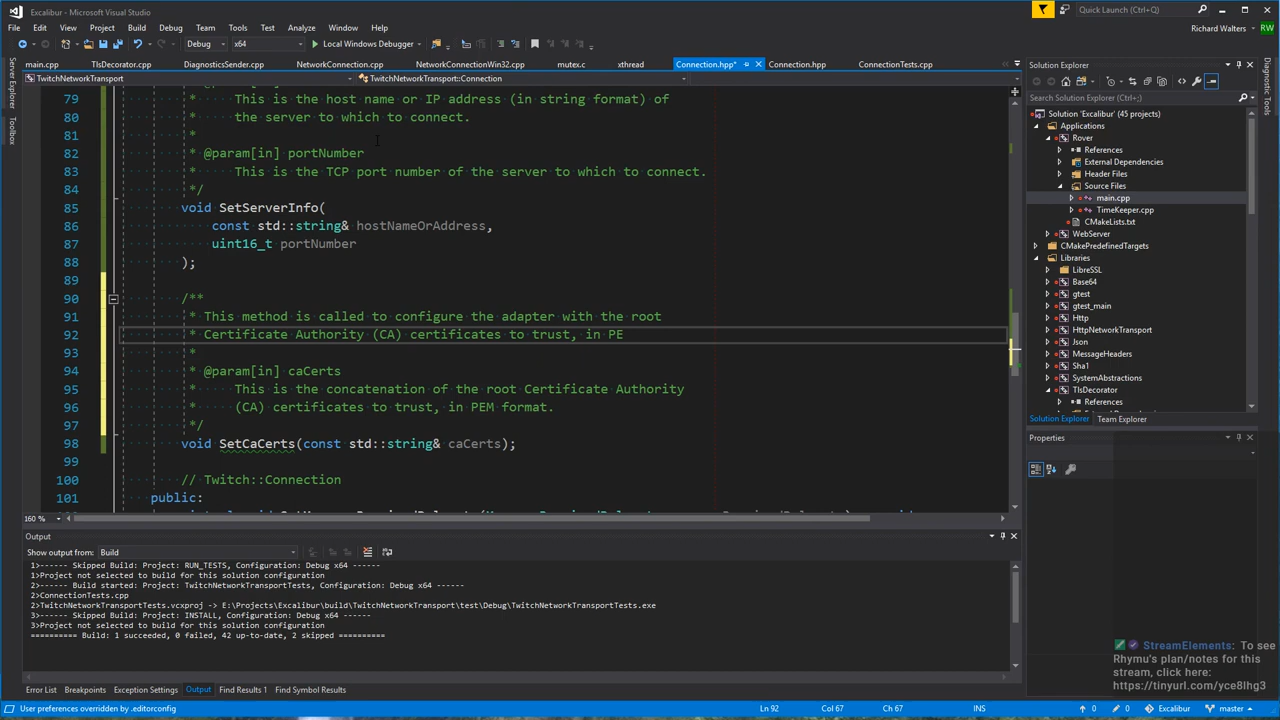 Excalibur - Microsoft Visual Studio
Quick Launch (Ctrl+Q)
File Edit View Project Build Debug Team Tools Test Analyze Window Help
Richard Walters RW
Debug x64 Local Windows Debugger
main.cpp TlsDecorator.cpp DiagnosticsSender.cpp NetworkConnection.cpp NetworkConnectionWin32.cpp mutex.c xthread Connection.hpp* Connection.hpp ConnectionTests.cpp
TwitchNetworkTransport TwitchNetworkTransport::Connection
Server Explorer
Toolbox
79 * This is the host name or IP address (in string format) of
80 * the server to which to connect.
81 *
82 * @param[in] portNumber
83 * This is the TCP port number of the server to which to connect.
84 */
85 void SetServerInfo(
86 const std::string& hostNameOrAddress,
87 uint16_t portNumber
88 );
89
90 /**
91 * This method is called to configure the adapter with the root
92 * Certificate Authority (CA) certificates to trust, in PE
93 *
94 * @param[in] caCerts
95 * This is the concatenation of the root Certificate Authority
96 * (CA) certificates to trust, in PEM format.
97 */
98 void SetCaCerts(const std::string& caCerts);
99
100 // Twitch::Connection
101 public:
160 %
Solution Explorer
Search Solution Explorer (Ctrl+;)
Solution 'Excalibur' (45 projects)
Applications
Rover
References
External Dependencies
Header Files
Source Files
main.cpp
TimeKeeper.cpp
CMakeLists.txt
WebServer
CMakePredefinedTargets
Libraries
LibreSSL
Base64
gtest
gtest_main
Http
HttpNetworkTransport
Json
MessageHeaders
Sha1
SystemAbstractions
TlsDecorator
References
Solution Explorer Team Explorer
Properties
Diagnostic Tools
Output
Show output from: Build
1>------ Skipped Build: Project: RUN_TESTS, Configuration: Debug x64 ------
1>Project not selected to build for this solution configuration
2>------ Build started: Project: TwitchNetworkTransportTests, Configuration: Debug x64 ------
2>ConnectionTests.cpp
2>TwitchNetworkTransportTests.vcxproj -> E:\Projects\Excalibur\build\TwitchNetworkTransport\test\Debug\TwitchNetworkTransportTests.exe
3>------ Skipped Build: Project: INSTALL, Configuration: Debug x64 ------
3>Project not selected to build for this solution configuration
========== Build: 1 succeeded, 0 failed, 42 up-to-date, 2 skipped ==========
StreamElements: To see
Rhymu's plan/notes for this
stream, click here:
https://tinyurl.com/yce8lhg3
Error List Breakpoints Exception Settings Output Find Results 1 Find Symbol Results
User preferences overridden by .editorconfig Ln 92 Col 67 Ch 67 INS 0 8 Excalibur master